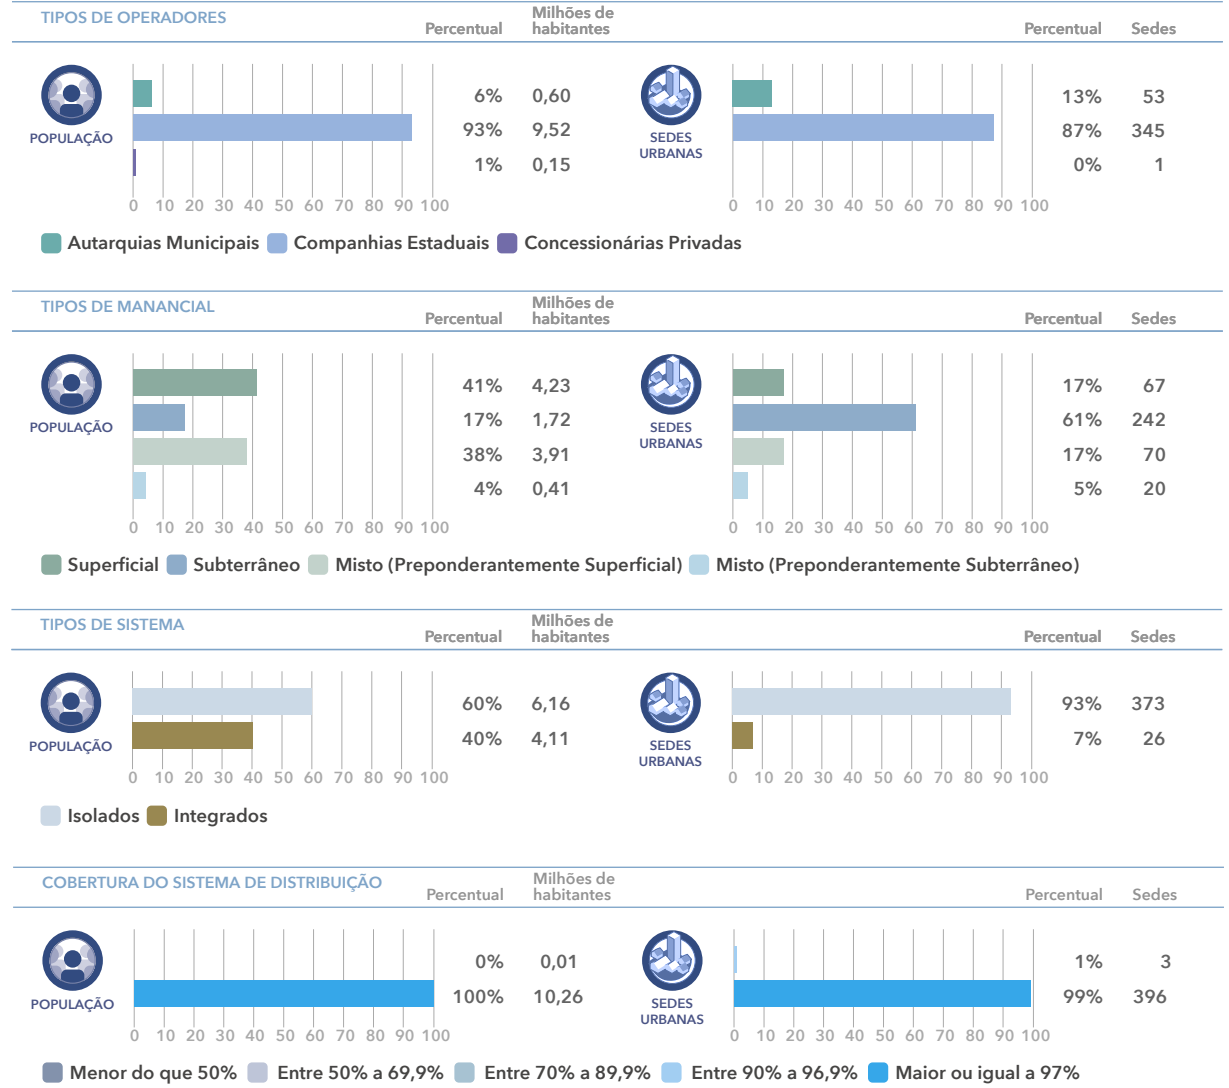 TIPOS DE OPERADORES
Percentual
Milhões de
habitantes
Percentual
Sedes
POPULAÇÃO
6% 0,60
93% 9,52
1% 0,15
0 10 20 30 40 50 60 70 80 90 100
SEDES
URBANAS
13% 53
87% 345
0% 1
0 10 20 30 40 50 60 70 80 90 100
Autarquias Municipais Companhias Estaduais Concessionárias Privadas
TIPOS DE MANANCIAL
Percentual
Milhões de
habitantes
Percentual
Sedes
POPULAÇÃO
41% 4,23
17% 1,72
38% 3,91
4% 0,41
0 10 20 30 40 50 60 70 80 90 100
SEDES
URBANAS
17% 67
61% 242
17% 70
5% 20
0 10 20 30 40 50 60 70 80 90 100
Superficial Subterrâneo Misto (Preponderantemente Superficial) Misto (Preponderantemente Subterrâneo)
TIPOS DE SISTEMA
Percentual
Milhões de
habitantes
Percentual
Sedes
POPULAÇÃO
60% 6,16
40% 4,11
0 10 20 30 40 50 60 70 80 90 100
SEDES
URBANAS
93% 373
7% 26
0 10 20 30 40 50 60 70 80 90 100
Isolados Integrados
COBERTURA DO SISTEMA DE DISTRIBUIÇÃO
Percentual
Milhões de
habitantes
Percentual
Sedes
POPULAÇÃO
0% 0,01
100% 10,26
0 10 20 30 40 50 60 70 80 90 100
SEDES
URBANAS
1% 3
99% 396
0 10 20 30 40 50 60 70 80 90 100
Menor do que 50% Entre 50% a 69,9% Entre 70% a 89,9% Entre 90% a 96,9% Maior ou igual a 97%